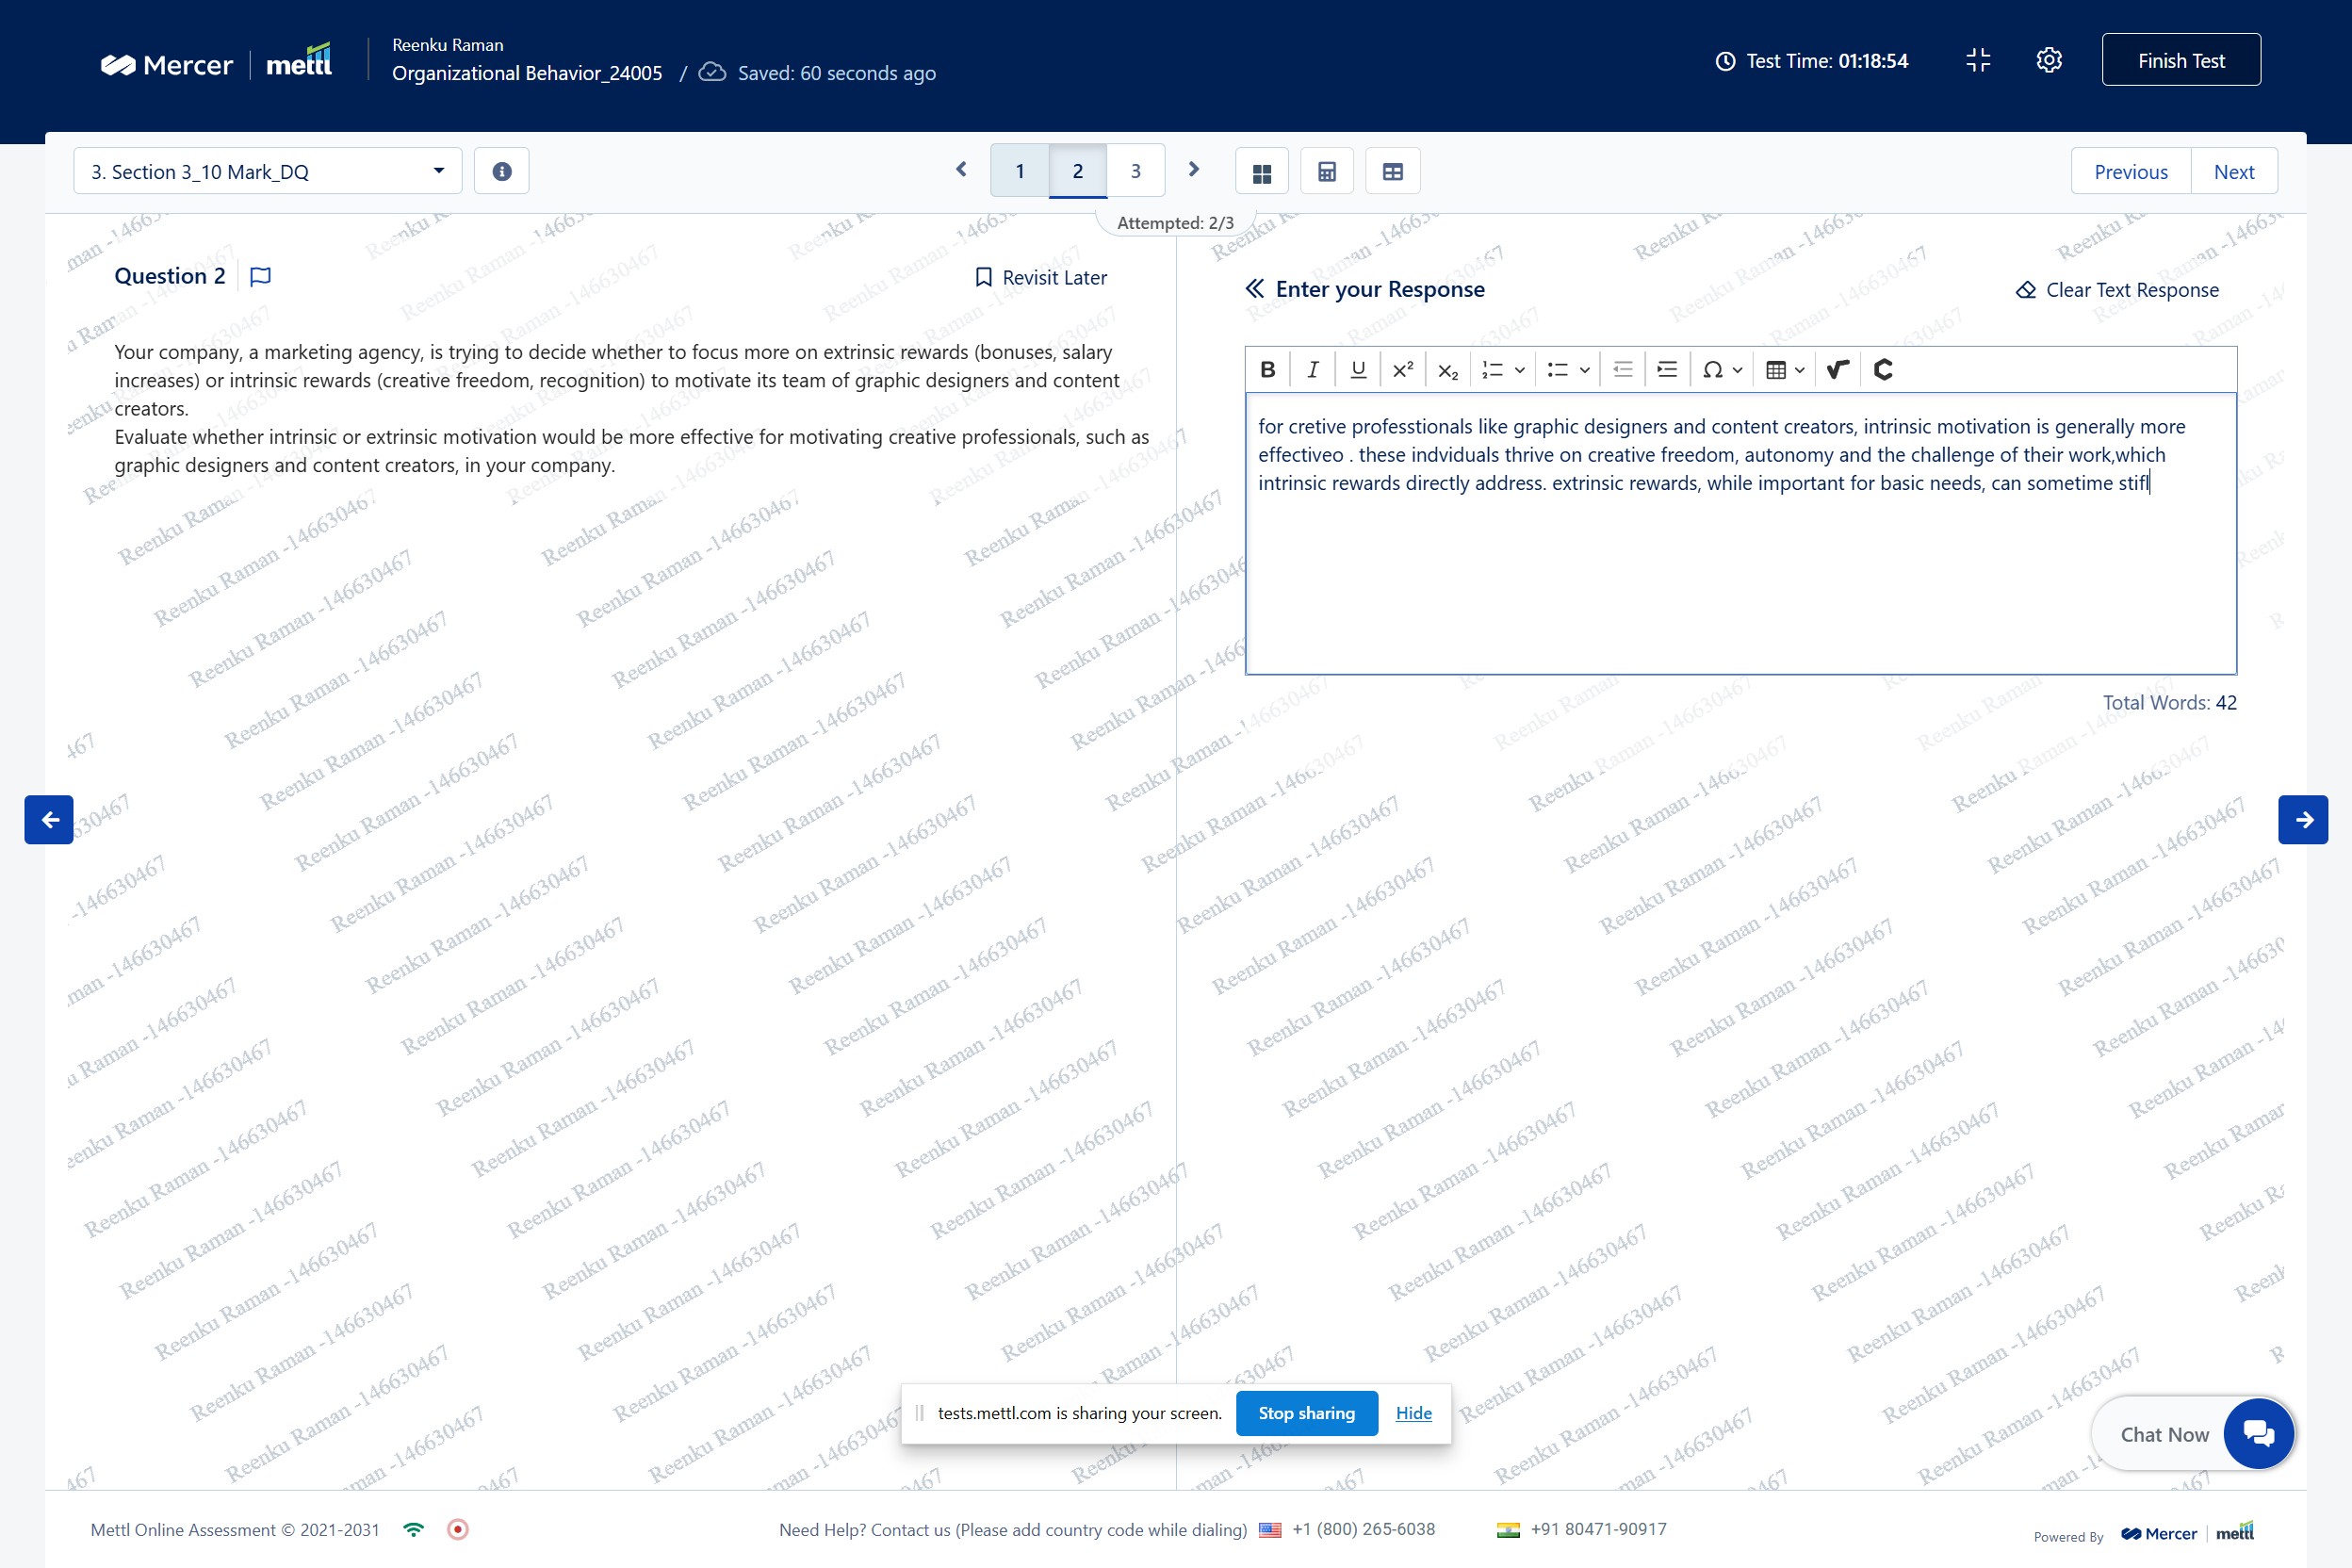 Mercer | mettl
Reenku Raman
Organizational Behavior_24005 / Saved: 60 seconds ago
Test Time: 01:18:54
Finish Test
3. Section 3_10 Mark_DQ
1 2 3
Previous Next
Attempted: 2/3
Question 2
Revisit Later
Your company, a marketing agency, is trying to decide whether to focus more on extrinsic rewards (bonuses, salary
increases) or intrinsic rewards (creative freedom, recognition) to motivate its team of graphic designers and content
creators.
Evaluate whether intrinsic or extrinsic motivation would be more effective for motivating creative professionals, such as
graphic designers and content creators, in your company.
Enter your Response
Clear Text Response
B I U x² x₂ Ω
for cretive professtionals like graphic designers and content creators, intrinsic motivation is generally more
effectiveo . these indviduals thrive on creative freedom, autonomy and the challenge of their work,which
intrinsic rewards directly address. extrinsic rewards, while important for basic needs, can sometime stifl
Total Words: 42
Reenku Raman -146630467
tests.mettl.com is sharing your screen. Stop sharing Hide
Chat Now
Mettl Online Assessment © 2021-2031
Need Help? Contact us (Please add country code while dialing) +1 (800) 265-6038 +91 80471-90917
Powered By Mercer | mettl